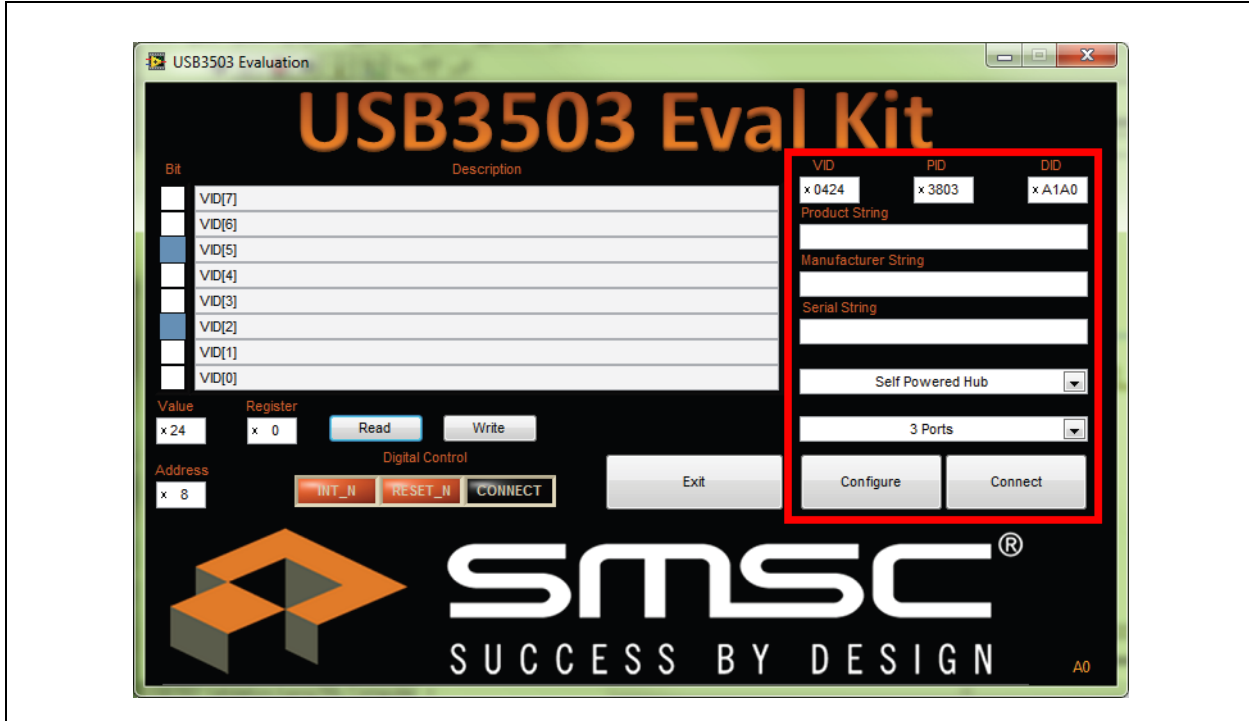 USB3503 Evaluation
USB3503 Eval Kit
Bit Description
VID[7]
VID[6]
VID[5]
VID[4]
VID[3]
VID[2]
VID[1]
VID[0]
Value Register
x 24 x 0 Read Write
Digital Control
Address
x 8 INT_N RESET_N CONNECT Exit
VID PID DID
x 0424 x 3803 x A1A0
Product String
Manufacturer String
Serial String
Self Powered Hub
3 Ports
Configure Connect
SMSC®
SUCCESS BY DESIGN
A0